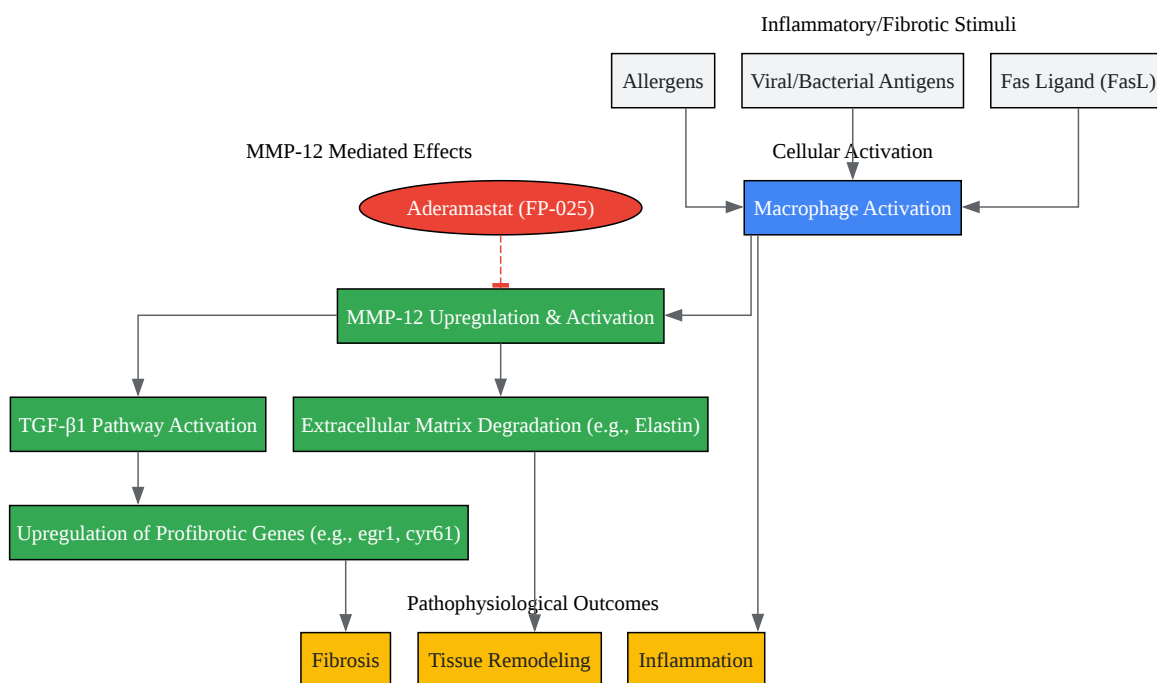 Inflammatory/Fibrotic Stimuli
Allergens
Viral/Bacterial Antigens
Fas Ligand (FasL)
MMP-12 Mediated Effects
Cellular Activation
Aderamastat (FP-025)
Macrophage Activation
MMP-12 Upregulation & Activation
TGF-β1 Pathway Activation
Extracellular Matrix Degradation (e.g., Elastin)
Upregulation of Profibrotic Genes (e.g., egr1, cyr61)
Pathophysiological Outcomes
Fibrosis
Tissue Remodeling
Inflammation